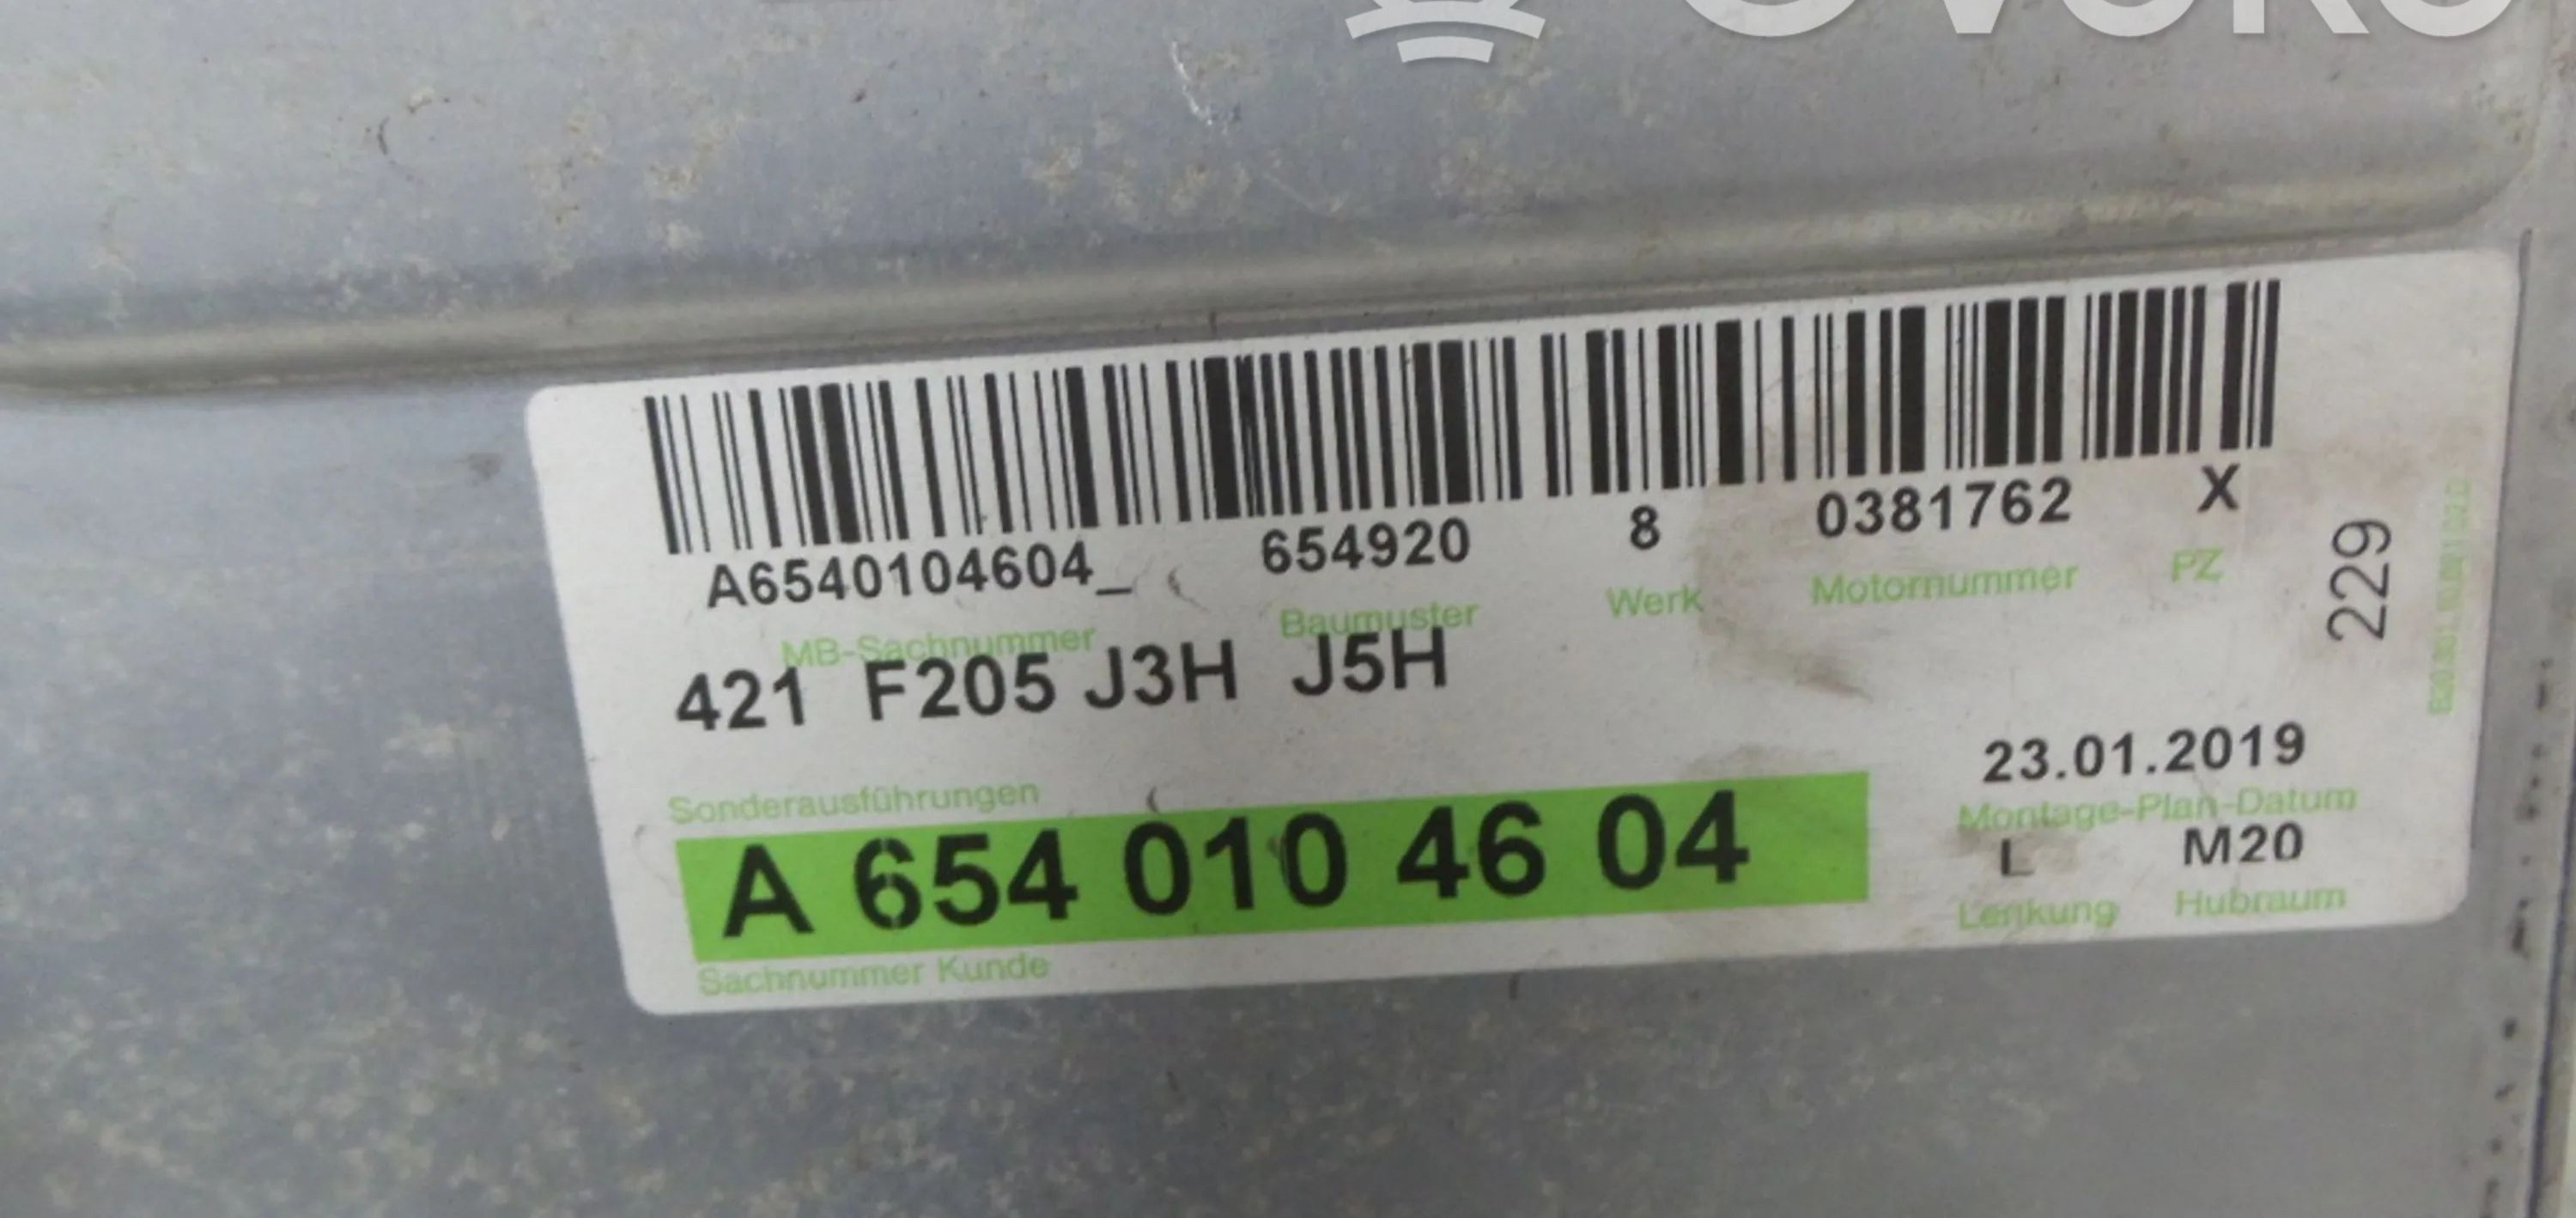 A6540104604_ 654920 8 0381762 X
MB-Sachnummer Baumuster Werk Motornummer PZ
229
421 F205 J3H J5H
23.01.2019
Sonderausführungen Montage-Plan-Datum
A 654 010 46 04 L M20
Sachnummer Kunde Lenkung Hubraum